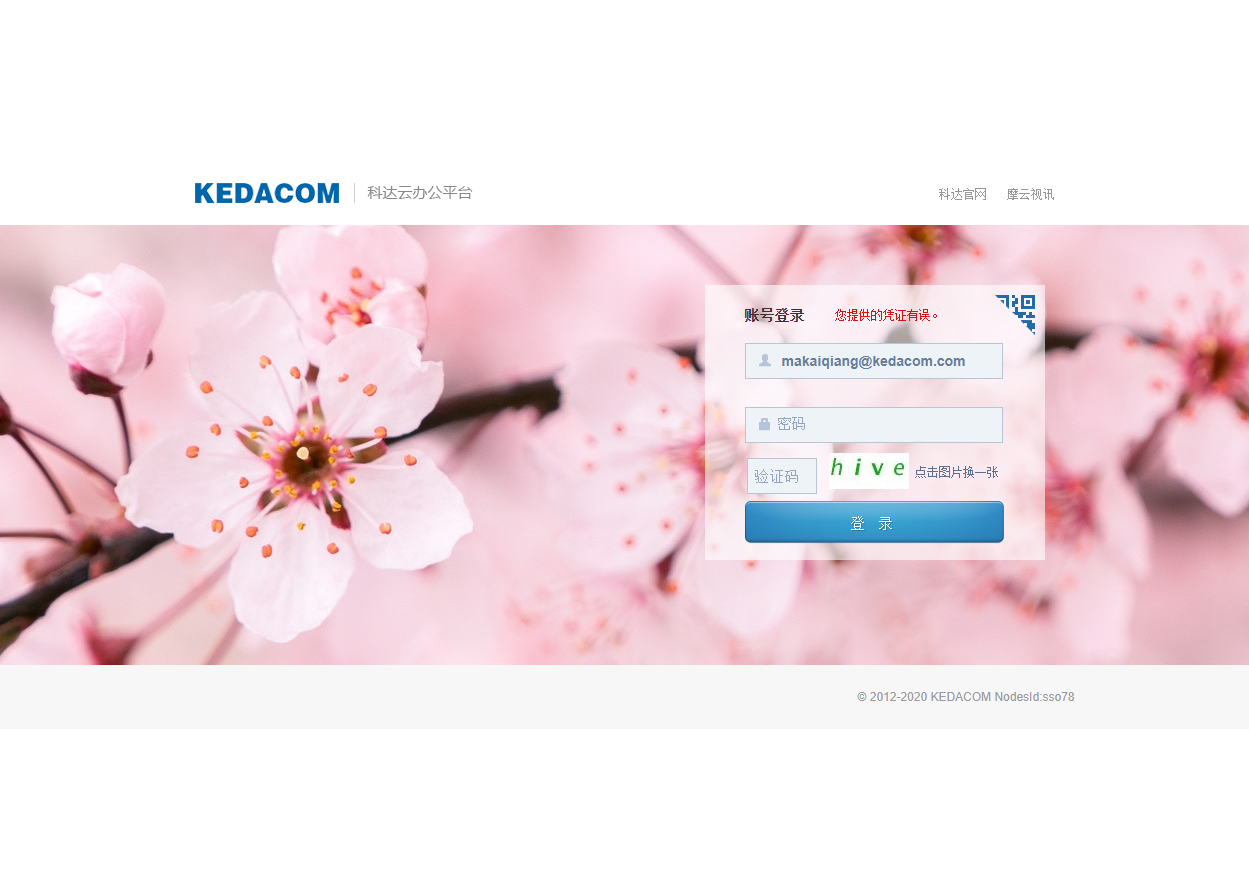 KEDACOM 科达云办公平台
科达官网 摩云视讯
账号登录 您提供的凭证有误。
makaiqiang@kedacom.com
密码
验证码 hive 点击图片换一张
登 录
© 2012-2020 KEDACOM NodesId:sso78